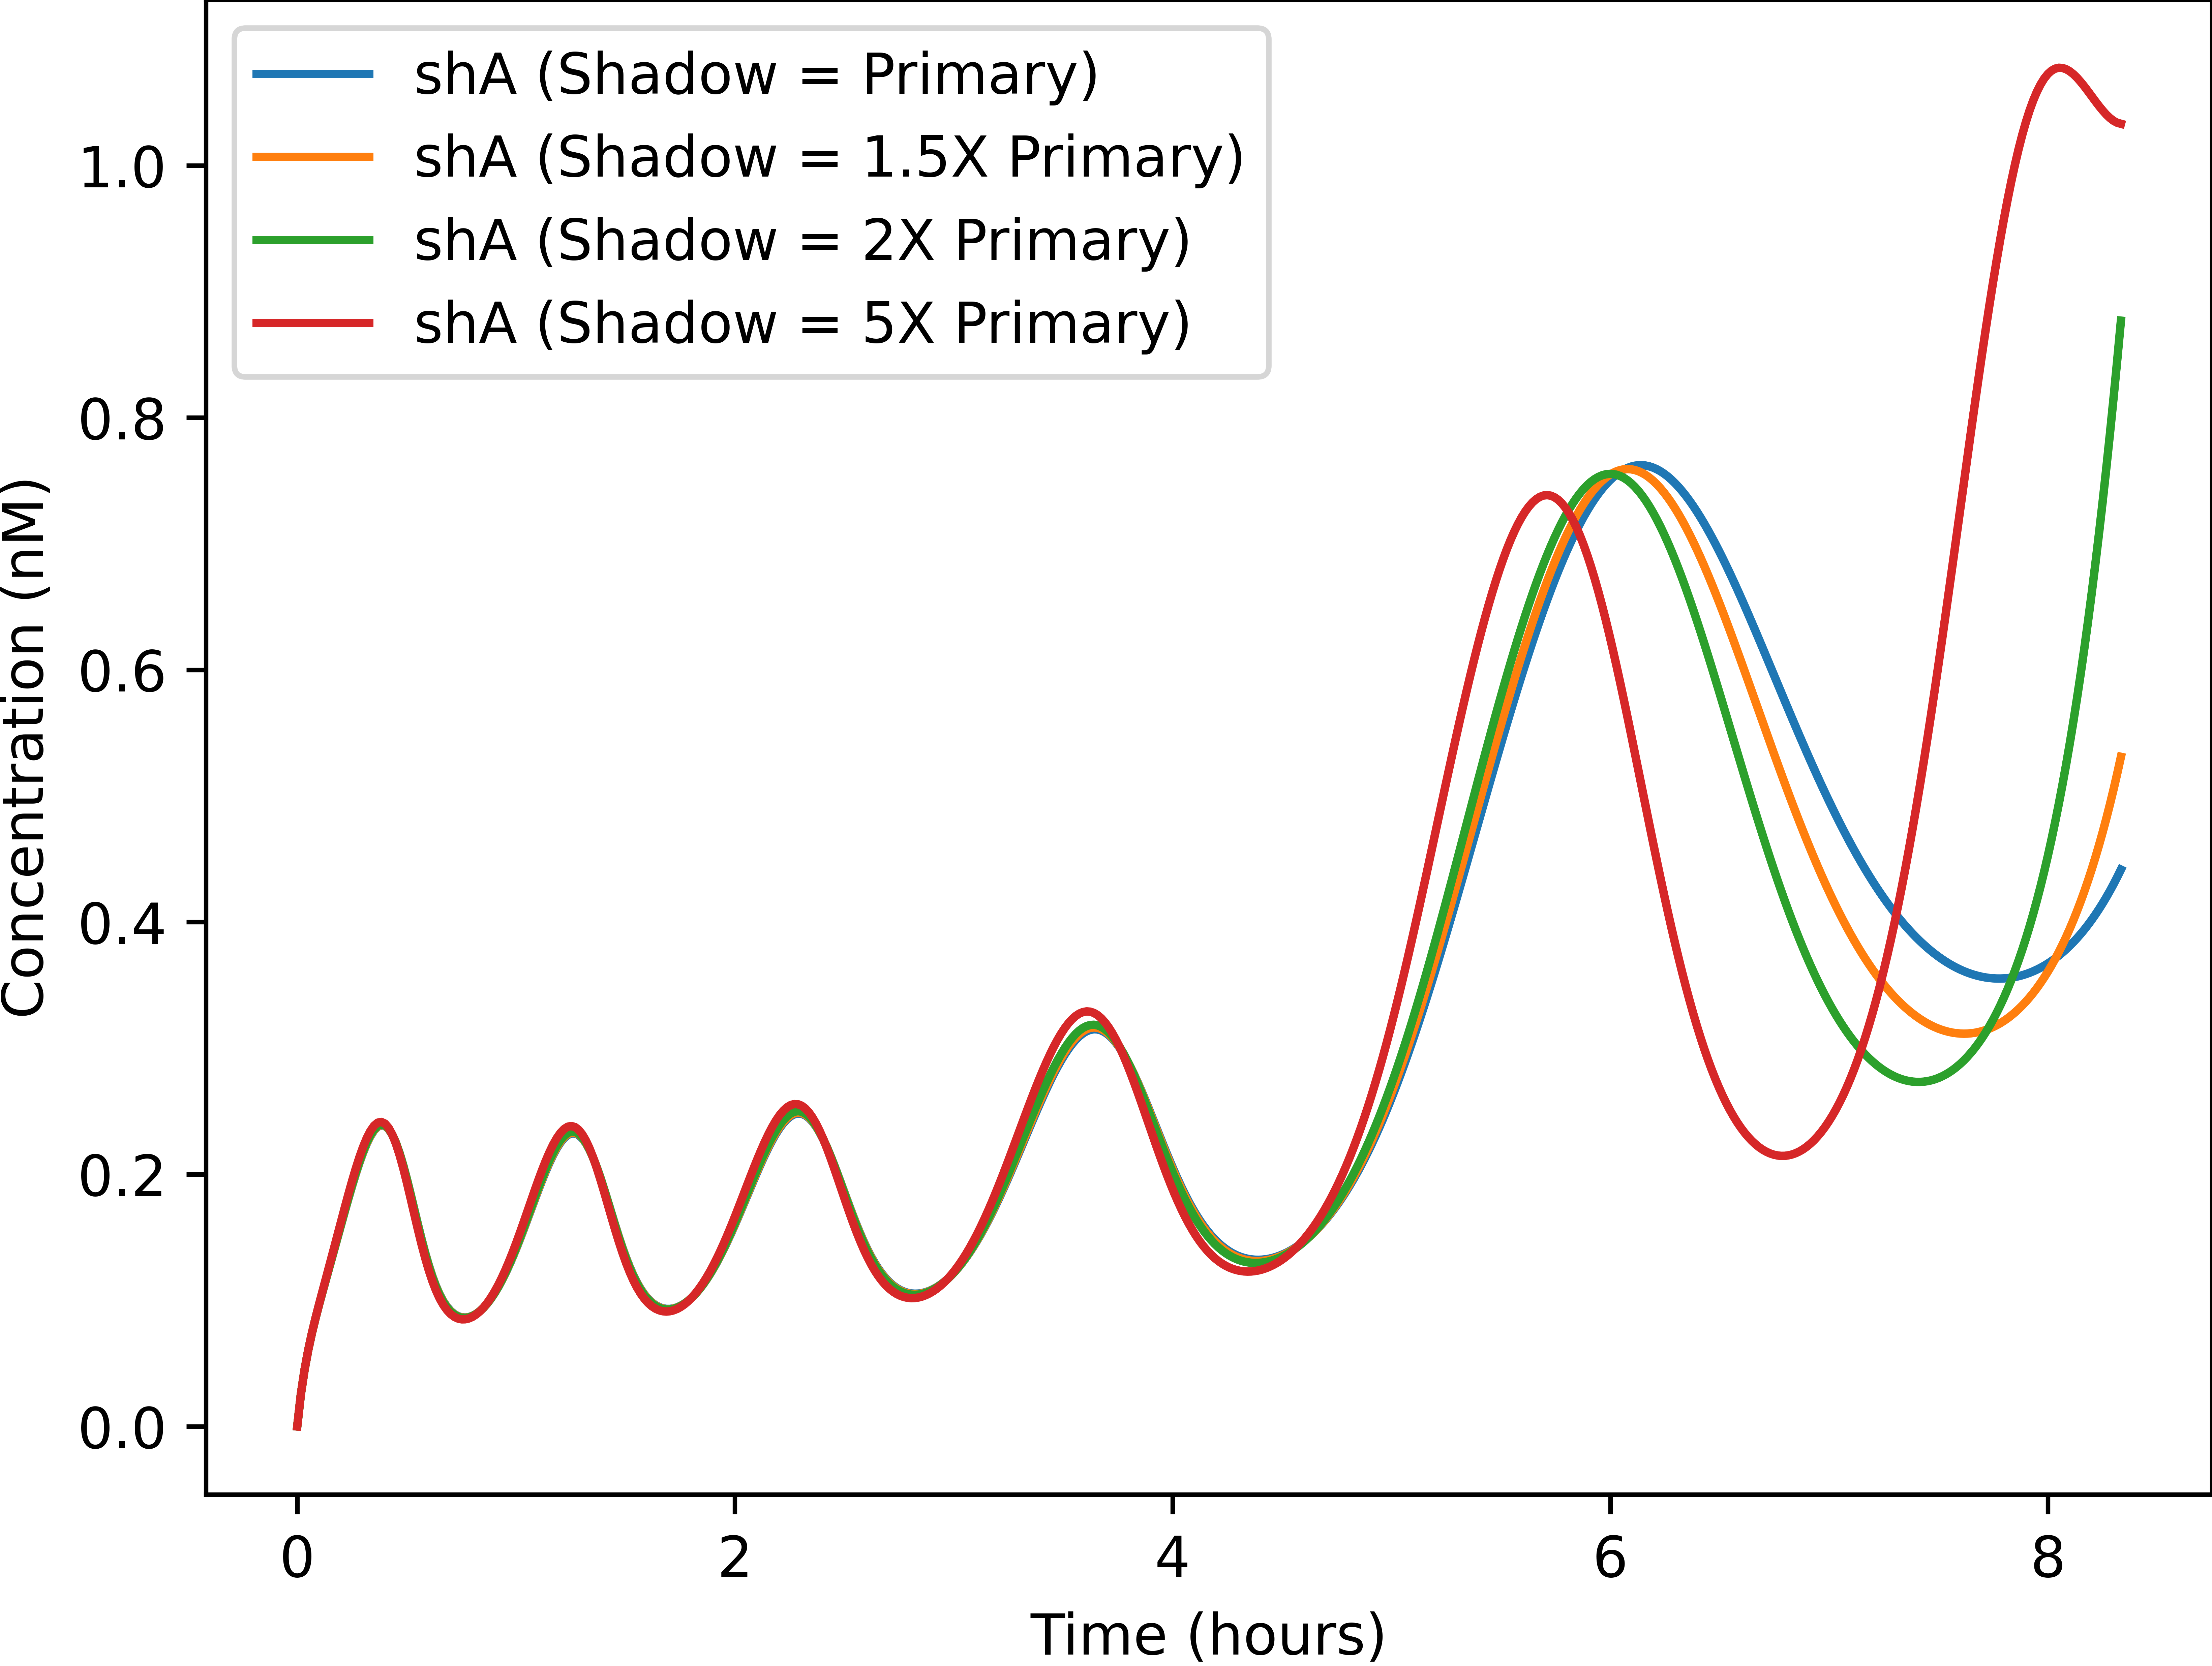 shA (Shadow = Primary)
shA (Shadow = 1.5X Primary)
shA (Shadow = 2X Primary)
shA (Shadow = 5X Primary)
Concentration (nM)
1.0
0.8
0.6
0.4
0.2
0.0
0 2 4 6 8
Time (hours)